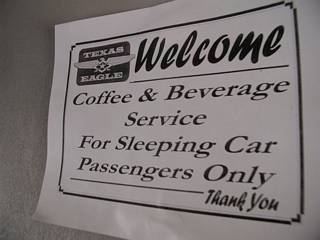 TEXAS
EAGLE
Welcome
Coffee & Beverage
Service
For Sleeping Car
Passengers Only
Thank You